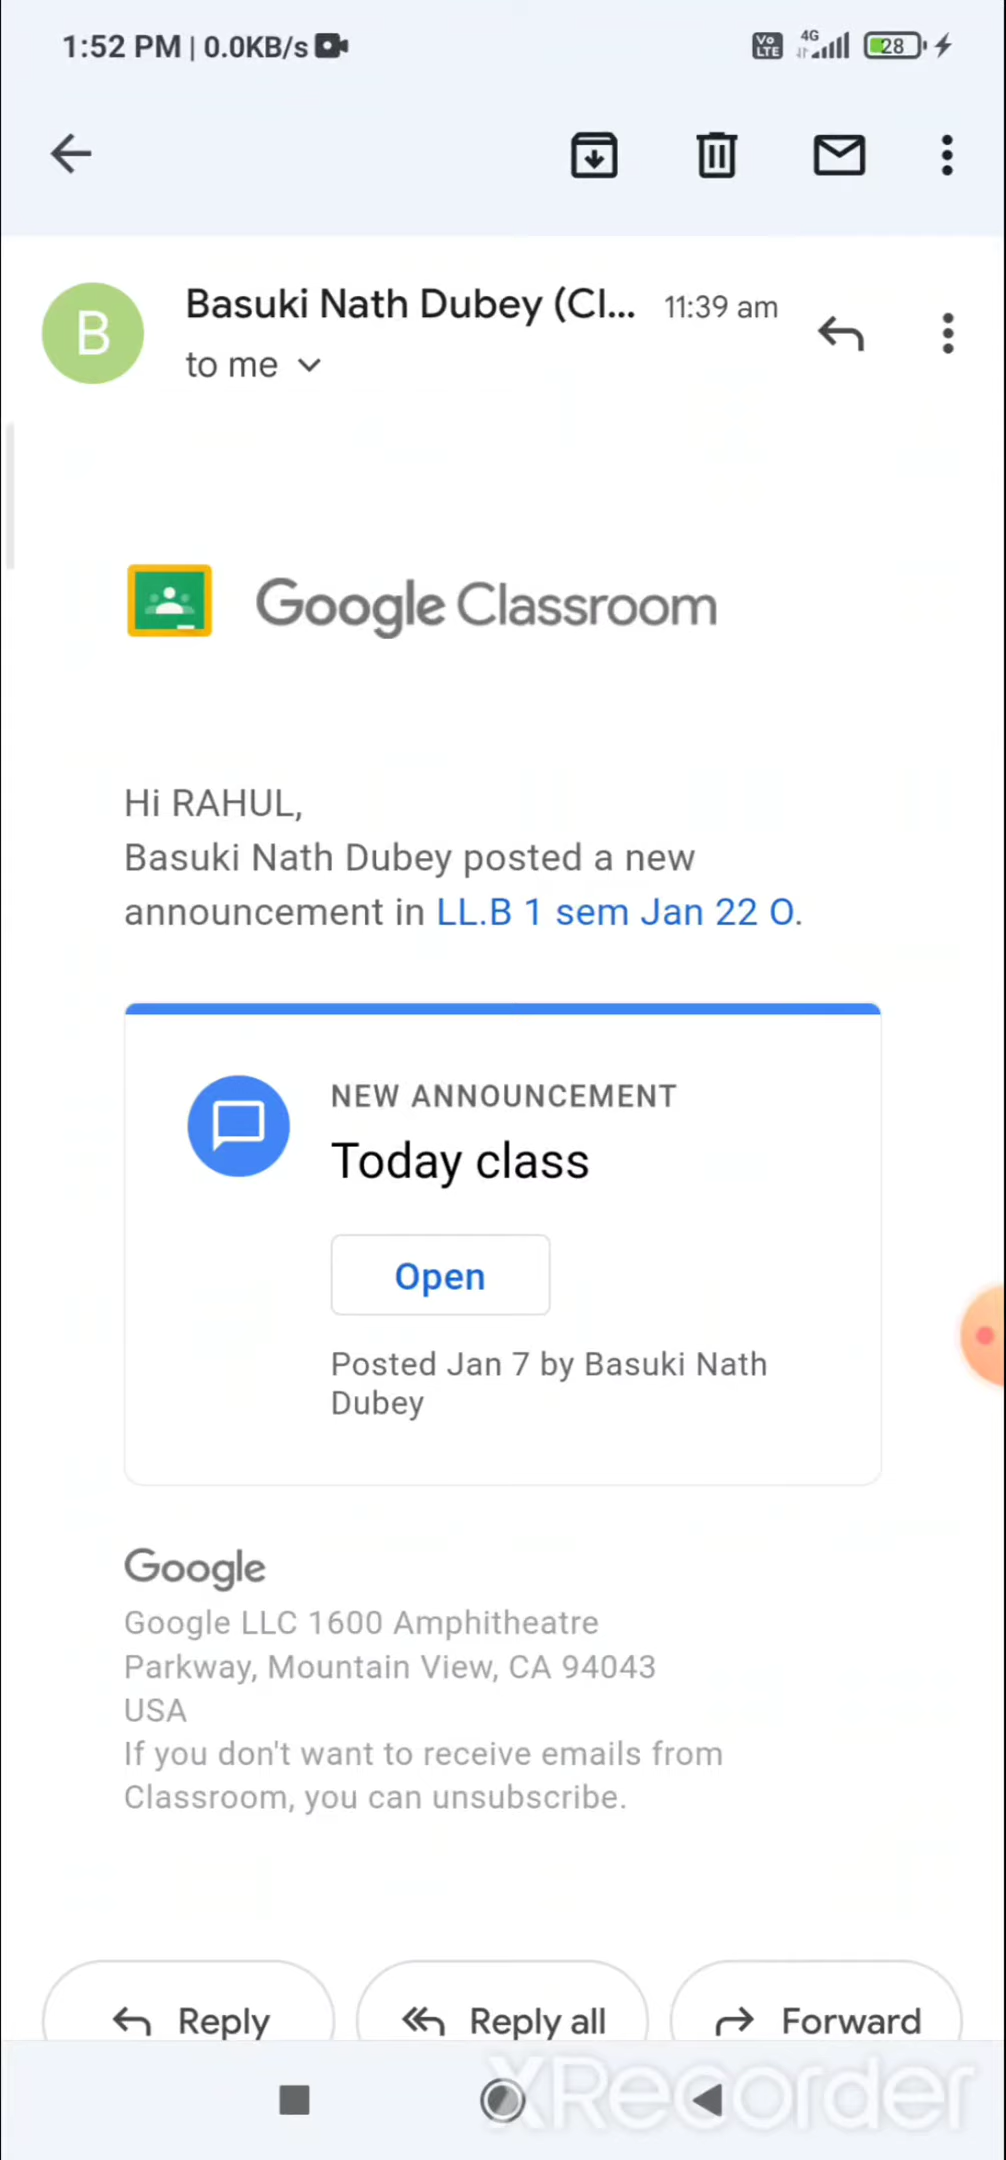 1:52 PM | 0.0KB/s
Vo LTE 4G 28
Basuki Nath Dubey (Cl... 11:39 am
B
to me
Google Classroom
Hi RAHUL,
Basuki Nath Dubey posted a new
announcement in LL.B 1 sem Jan 22 O.
NEW ANNOUNCEMENT
Today class
Open
Posted Jan 7 by Basuki Nath
Dubey
Google
Google LLC 1600 Amphitheatre
Parkway, Mountain View, CA 94043
USA
If you don't want to receive emails from
Classroom, you can unsubscribe.
Reply Reply all Forward
XRecorder